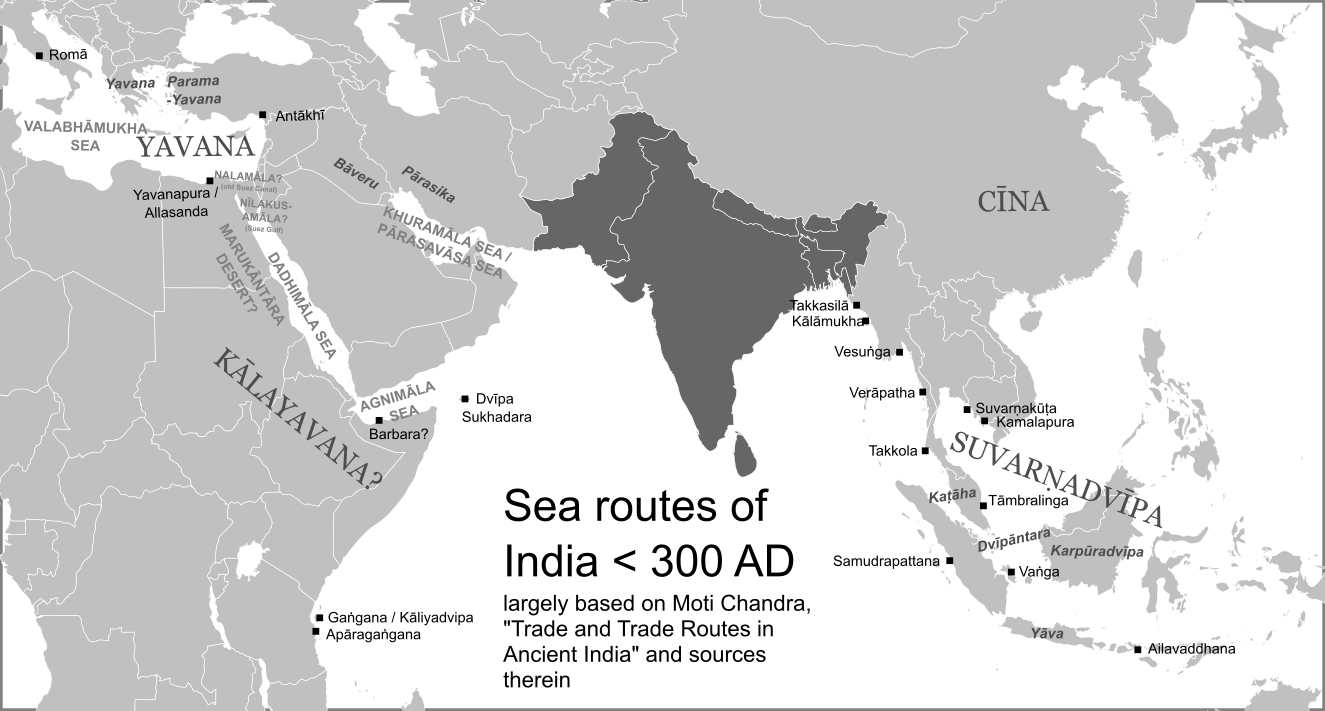 Romā
Yavana
Parama
-Yavana
Antākhī
VALABHĀMUKHA
SEA
YAVANA
NALAMĀLA?
(old Suez Canal)
Yavanapura /
Allasanda
NĪLAKUS-
AMĀLA?
(Suez Gulf)
Bāveru
Pārasika
KHURAMĀLA SEA /
PĀRASAVĀSA SEA
MARUKĀNTĀRA
DESERT?
DADHIMĀLA SEA
KĀLAYAVANA?
AGNIMĀLA
SEA
Barbara?
Dvīpa
Sukhadara
CĪNA
Takkasilā
Kālāmukha
Vesuṅga
Verāpatha
Suvarṇakūṭa
Kamalapura
Takkola
SUVARṆADVĪPA
Kaṭāha
Tāmbralinga
Dvīpāntara
Karpūradvīpa
Samudrapattana
Vaṅga
Yāva
Ailavaddhana
Gaṅgana / Kāliyadvipa
Apāragaṅgana
Sea routes of
India < 300 AD
largely based on Moti Chandra,
"Trade and Trade Routes in
Ancient India" and sources
therein